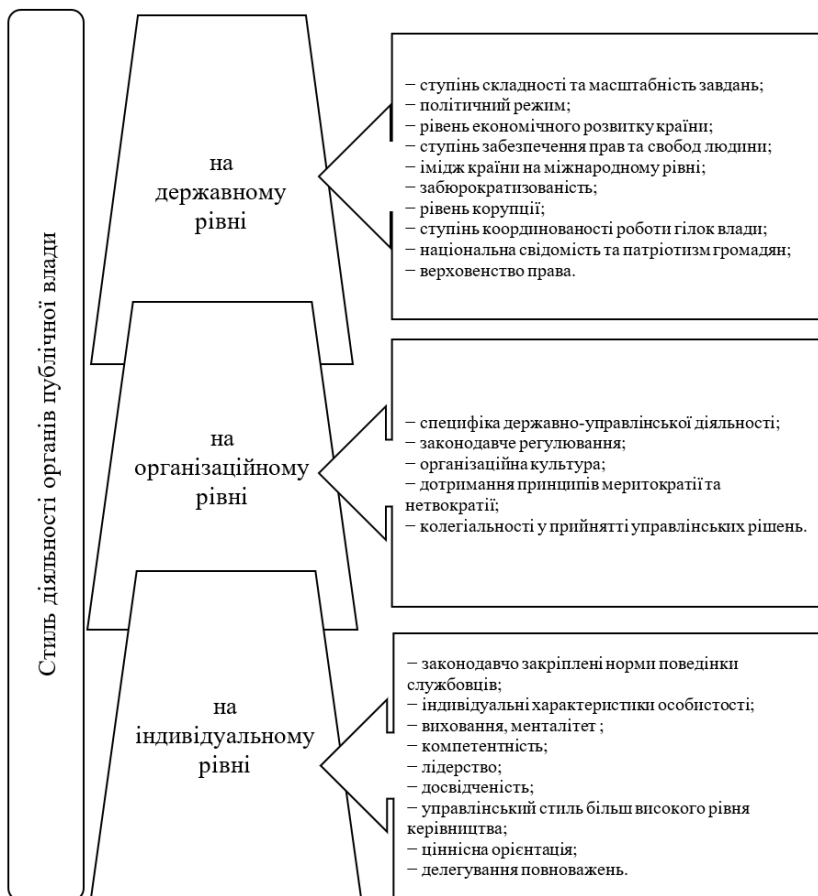 Стиль діяльності органів публічної влади
на
державному
рівні
− ступінь складності та масштабність завдань;
− політичний режим;
− рівень економічного розвитку країни;
− ступінь забезпечення прав та свобод людини;
− імідж країни на міжнародному рівні;
− забюрократизованість;
− рівень корупції;
− ступінь координованості роботи гілок влади;
− національна свідомість та патріотизм громадян;
− верховенство права.
на
організаційному
рівні
− специфіка державно-управлінської діяльності;
− законодавче регулювання;
− організаційна культура;
− дотримання принципів меритократії та
нетвократії;
− колегіальності у прийнятті управлінських рішень.
на
індивідуальному
рівні
− законодавчо закріплені норми поведінки
службовців;
− індивідуальні характеристики особистості;
− виховання, менталітет ;
− компетентність;
− лідерство;
− досвідченість;
− управлінський стиль більш високого рівня
керівництва;
− ціннісна орієнтація;
− делегування повноважень.